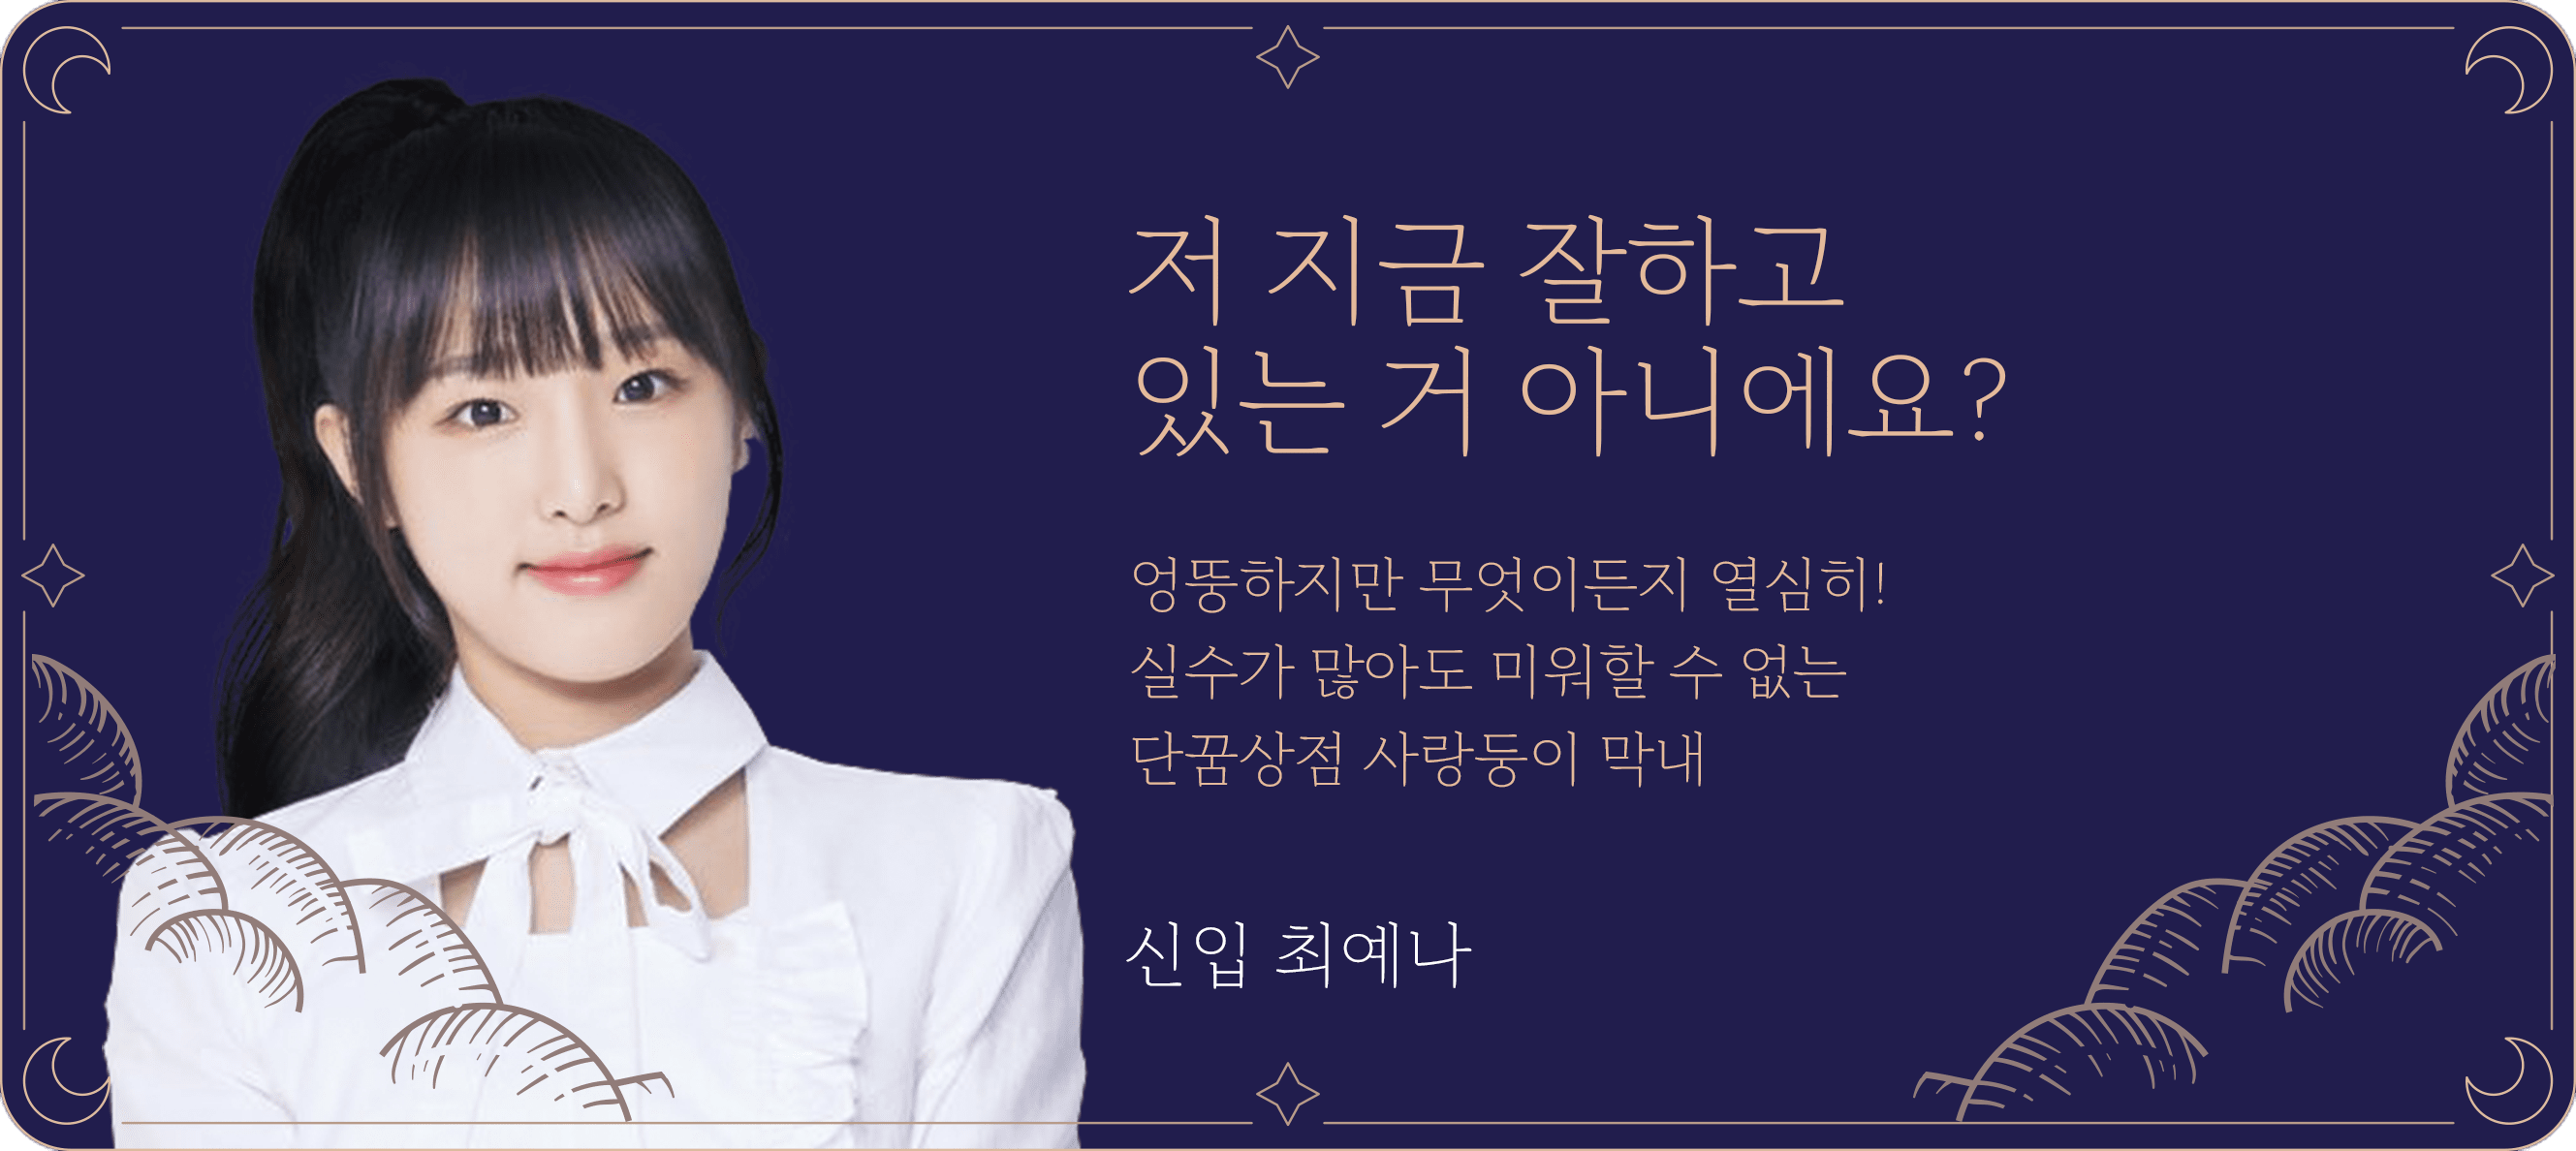 저 지금 잘하고
있는 거 아니에요?
엉뚱하지만 무엇이든지 열심히!
실수가 많아도 미워할 수 없는
단꿈상점 사랑둥이 막내
신입 최예나